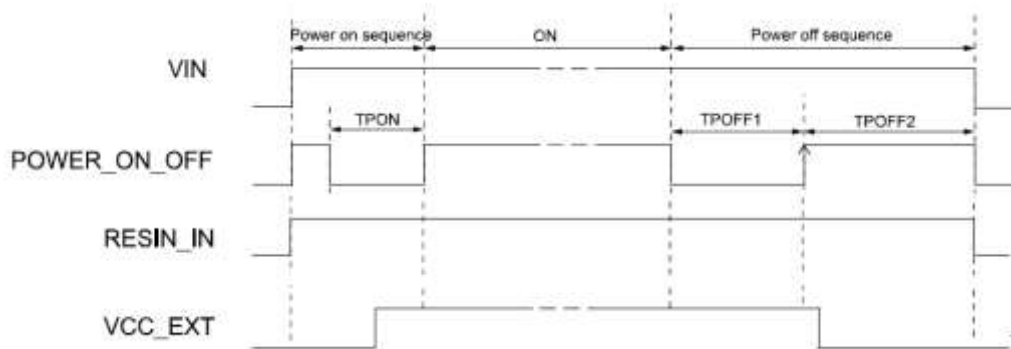 Power on sequence ON Power off sequence
VIN
TPON TPOFF1 TPOFF2
POWER_ON_OFF
RESIN_IN
VCC_EXT